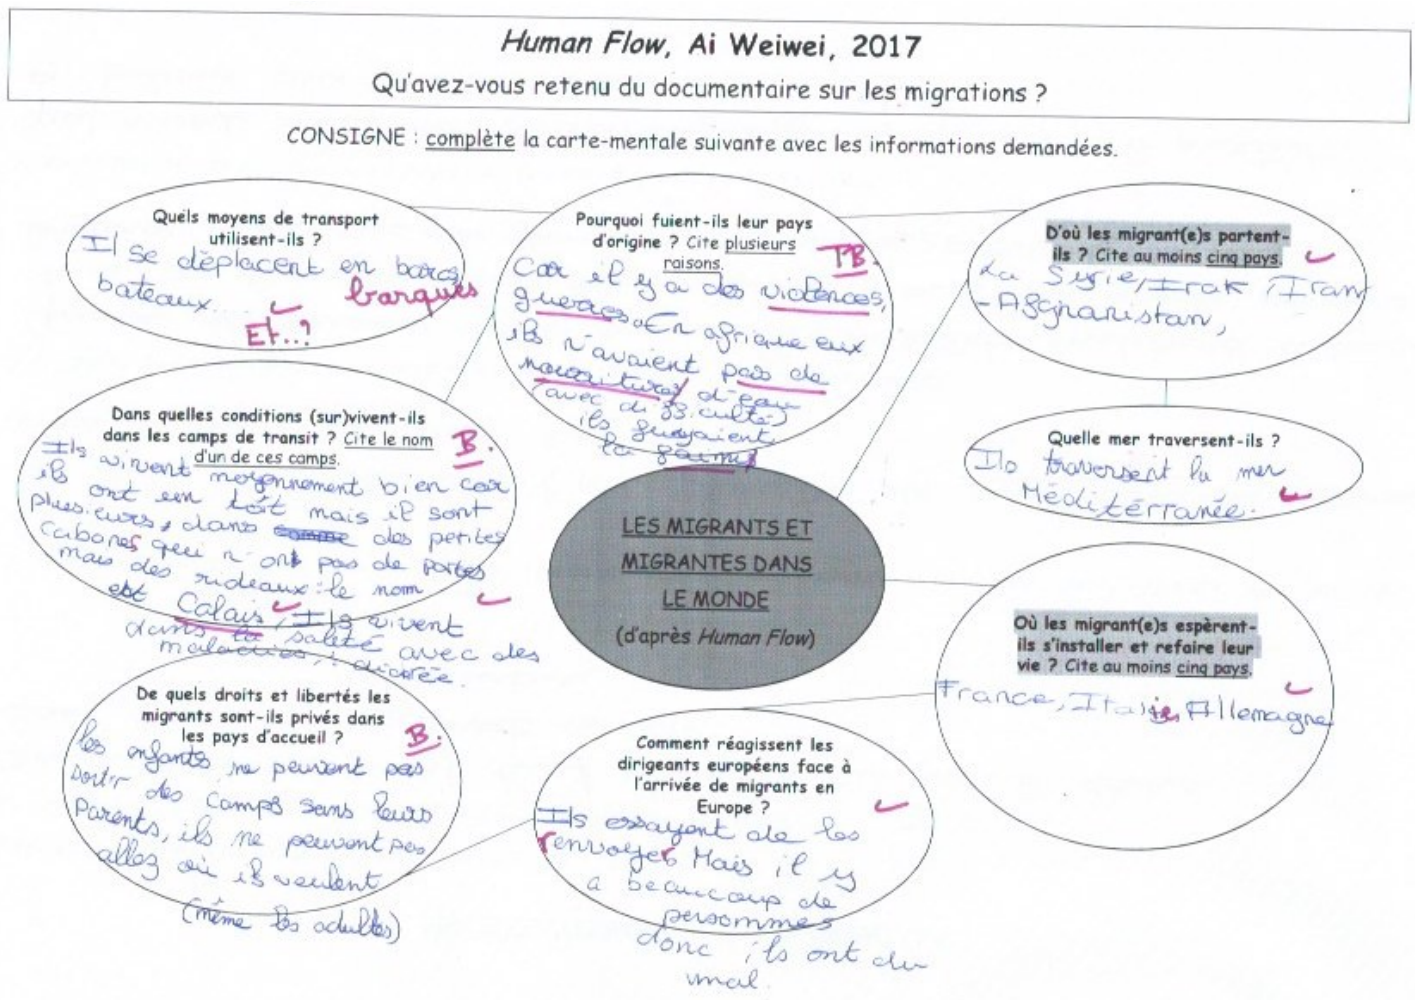 Human Flow, Ai Weiwei, 2017
Qu'avez-vous retenu du documentaire sur les migrations ?
CONSIGNE : complète la carte-mentale suivante avec les informations demandées.
Quels moyens de transport
utilisent-ils ?
Il se déplacent en barcs,
bateaux...
barques
Et..?
Pourquoi fuient-ils leur pays
d'origine ? Cite plusieurs
raisons.
TB.
Car il y a des violences,
guerres. En afrique eux
ils n'avaient pas de
nourritures/ d'eau
(avec difficulté)
ils fuyaient
la famine
D'où les migrant(e)s partent-
ils ? Cite au moins cinq pays.
La Syrie, Irak, Irant
-Afghanistan,
Quelle mer traversent-ils ?
Ils traversent la mer
Méditérranée.
Dans quelles conditions (sur)vivent-ils
dans les camps de transit ? Cite le nom
d'un de ces camps.
B.
Ils vivent moyennement bien car
ils ont un toît mais il sont
plusieurs, dans des petites
cabanes qui n'ont pas de portes
mais des rideaux: le nom
est Calais, Ils vivent
dans la saleté avec des
maladies,
LES MIGRANTS ET
MIGRANTES DANS
LE MONDE
(d'après Human Flow)
Où les migrant(e)s espèrent-
ils s'installer et refaire leur
vie ? Cite au moins cinq pays.
France, Italie, Allemagne
De quels droits et libertés les
migrants sont-ils privés dans
les pays d'accueil ?
B.
les enfants ne peuvent pas
sortir des camps sans leurs
parents, ils ne peuvent pas
allez où ils veulent
(même les adultes)
Comment réagissent les
dirigeants européens face à
l'arrivée de migrants en
Europe ?
Ils essayent de les
renvoyer Mais il y
a beaucoup de
personnes
donc ils ont du
mal.